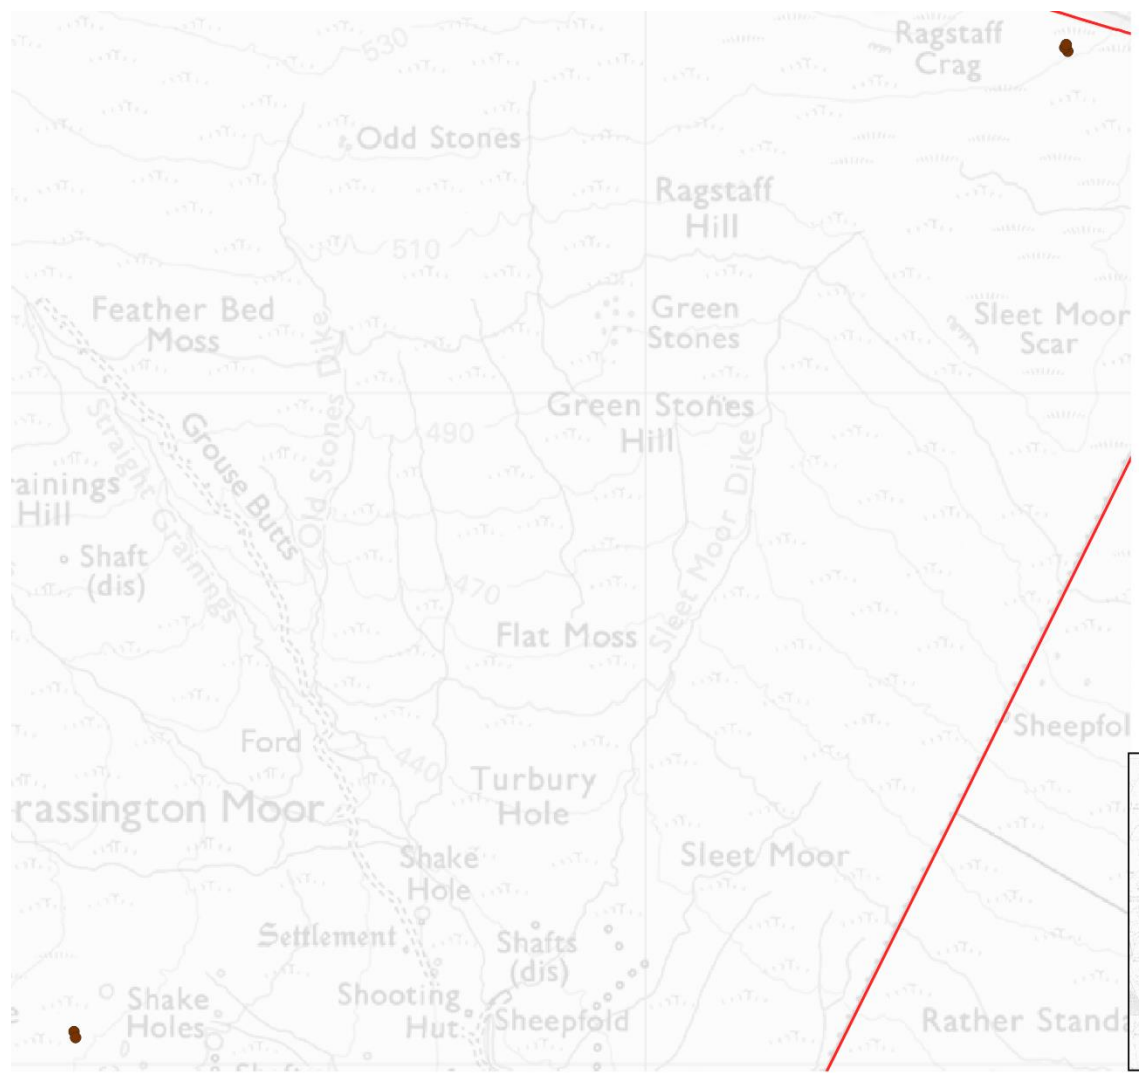 530
Ragstaff
Crag
Odd Stones
Ragstaff
Hill
510
Feather Bed
Moss
Green
Stones
Sleet Moor
Scar
Old Stones Dike
Green Stones
Hill
490
Grouse Butts
Straight Grainings
Sleet Moor Dike
rainings
Hill
Shaft
(dis)
470
Flat Moss
Ford
440
Sheepfol
Turbury
Hole
rassington Moor
Shake
Hole
Sleet Moor
Settlement
Shafts
(dis)
Shake
Holes
Shooting
Hut
Sheepfold
Rather Standa